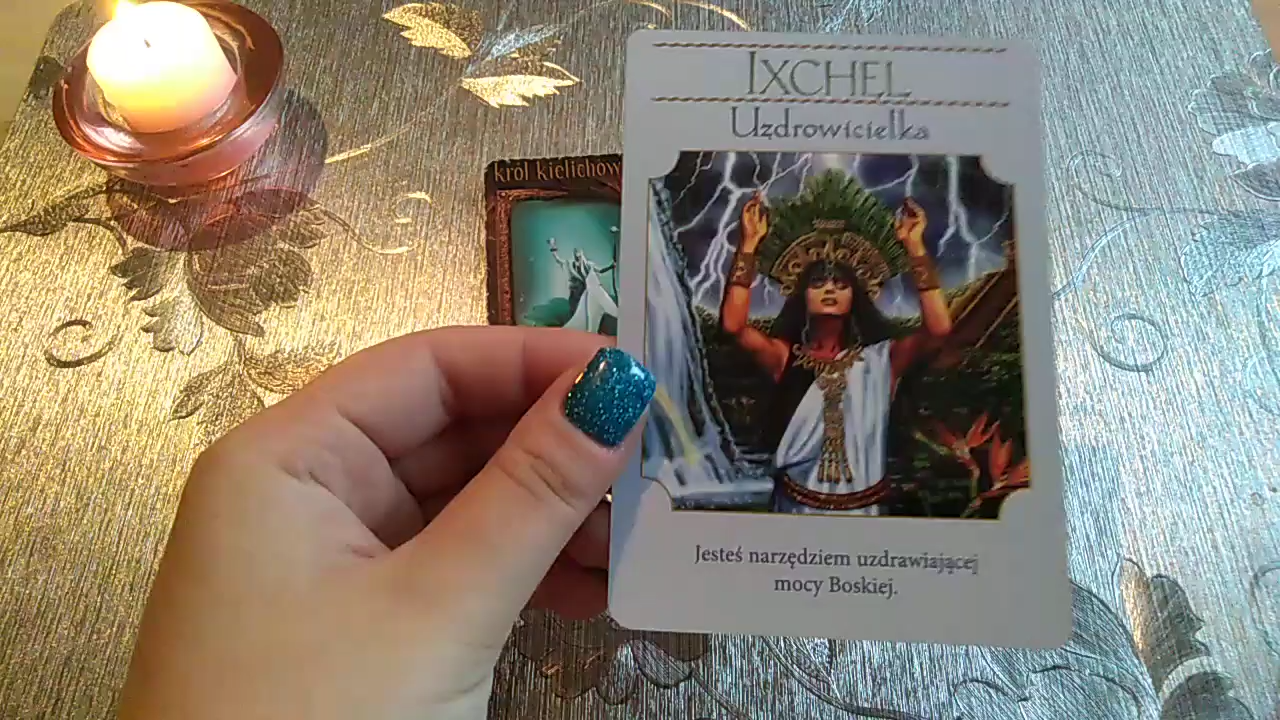 IXCHEL
Uzdrowicielka
król kielichów
Jesteś narzędziem uzdrawiającej
mocy Boskiej.